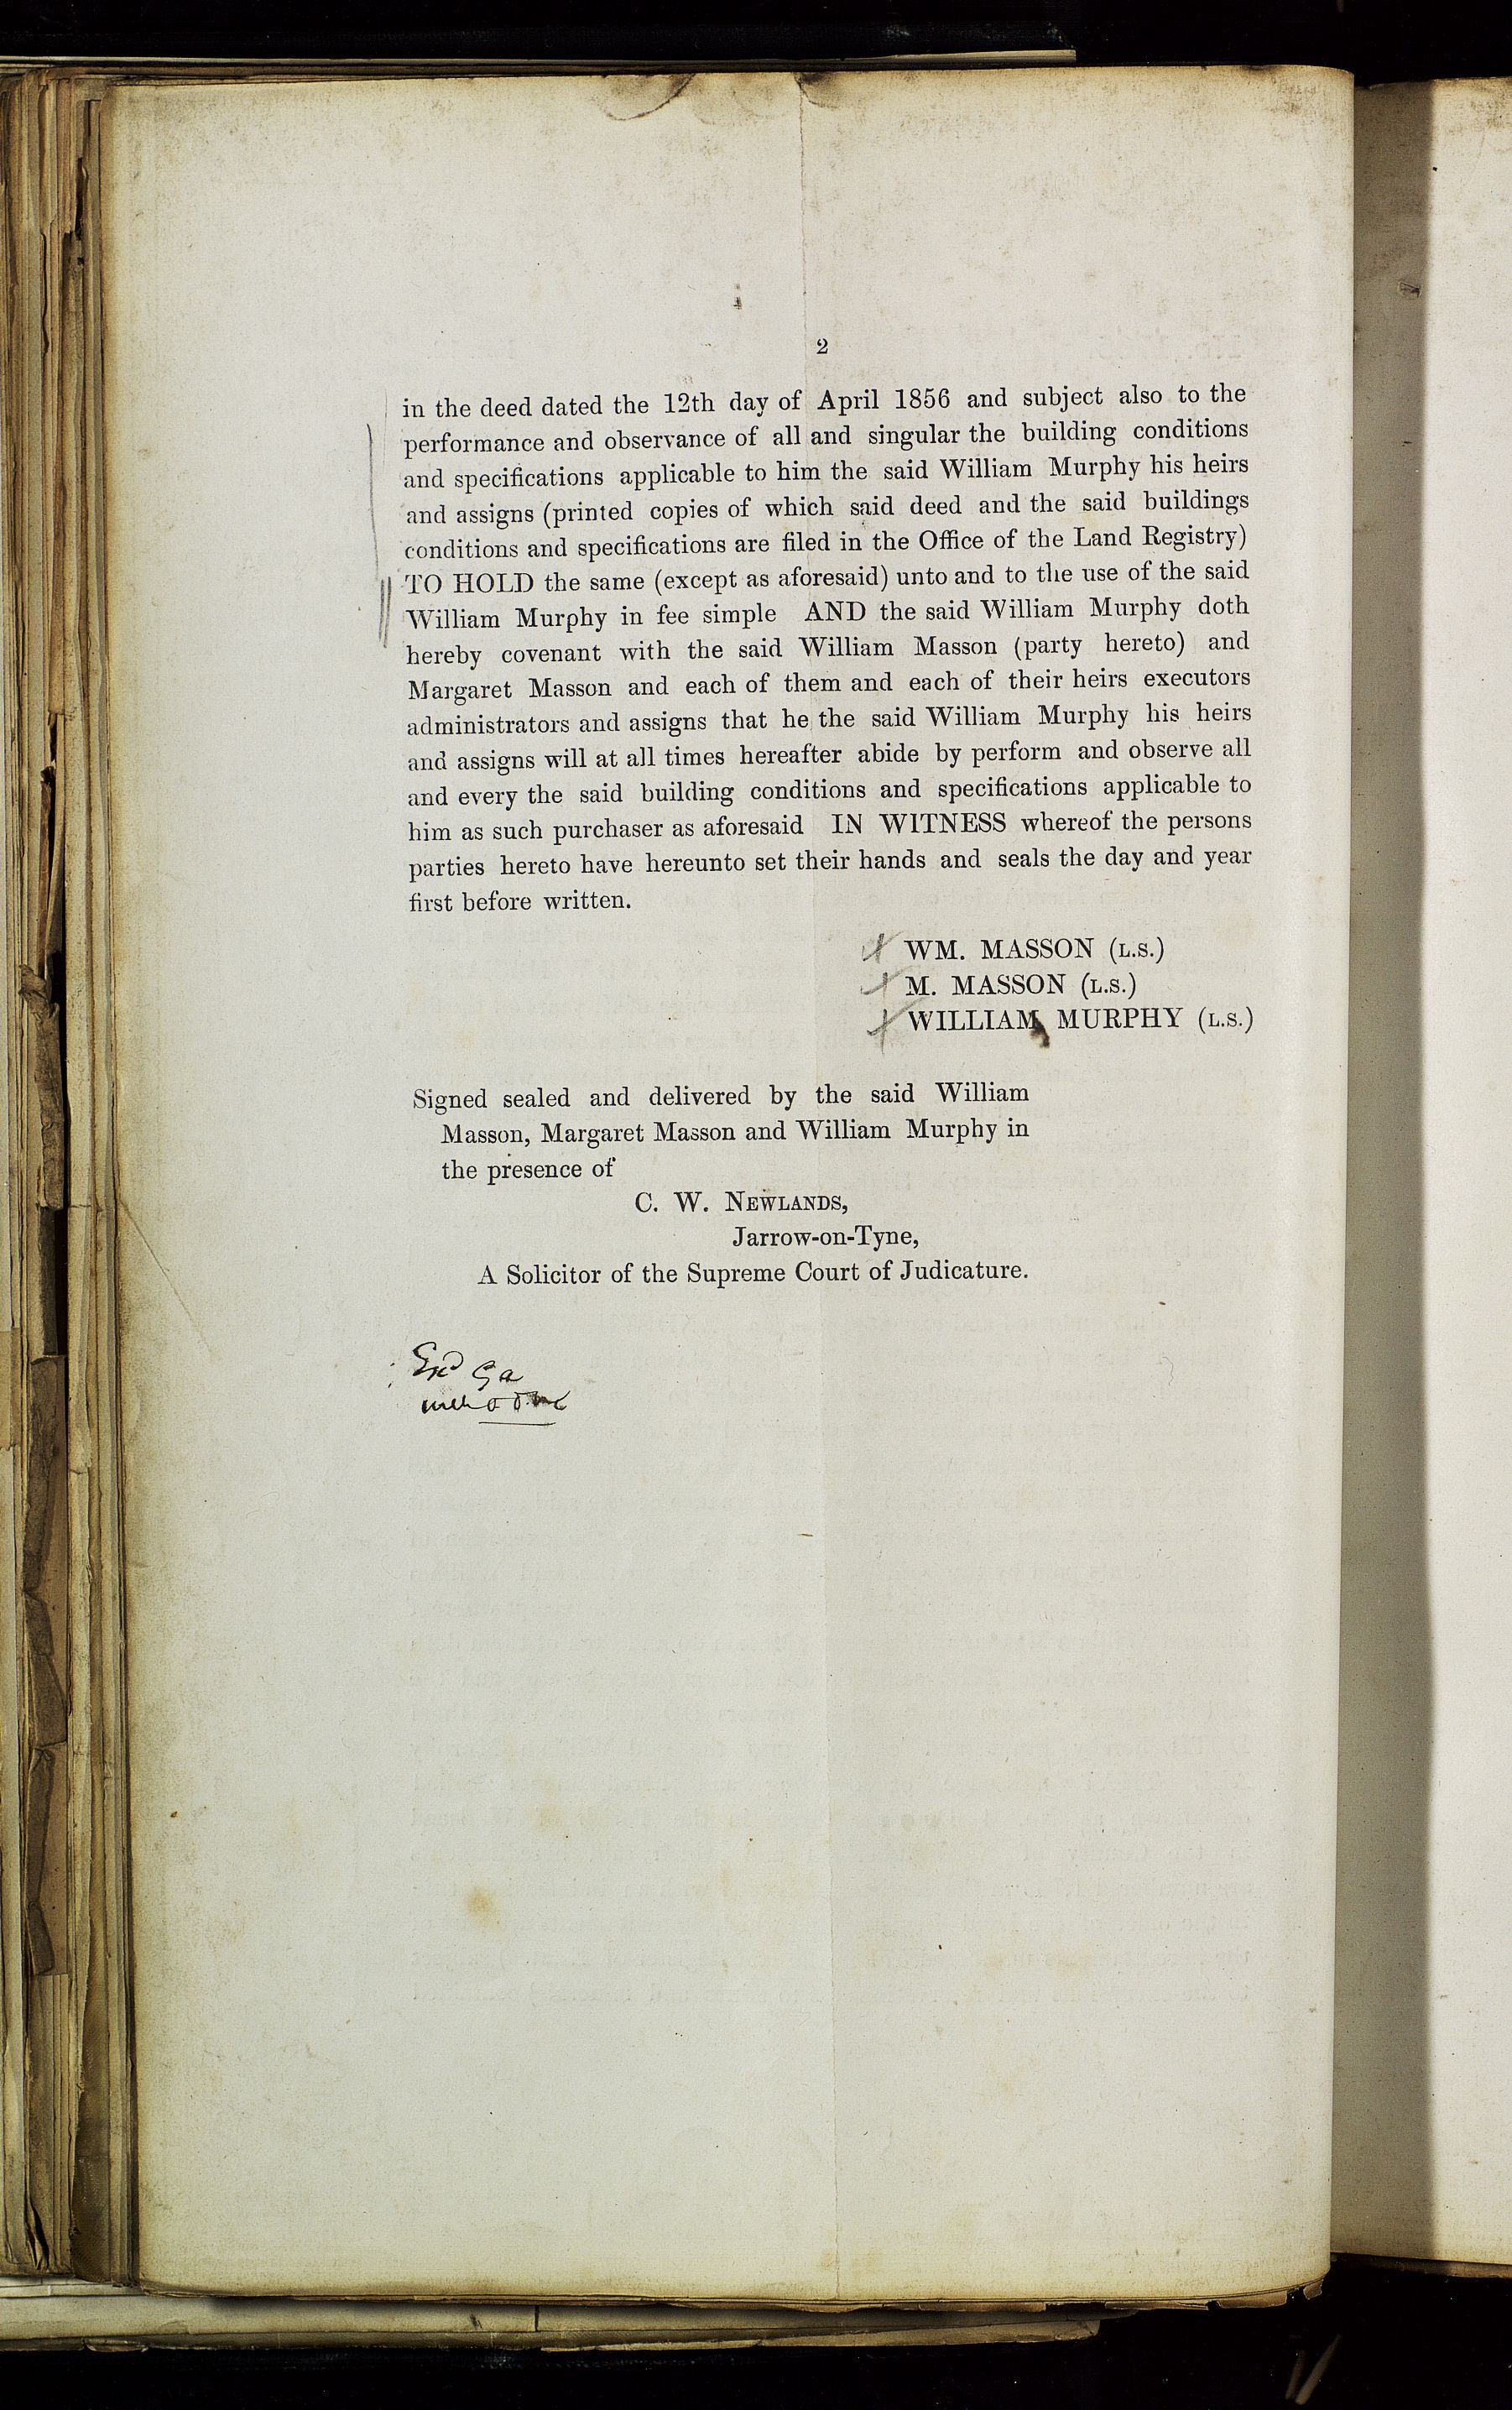 2
in the deed dated the 12th day of April 1856 and subject also to the
performance and observance of all and singular the building conditions
and specifications applicable to him the said William Murphy his heirs
and assigns (printed copies of which said deed and the said buildings
conditions and specifications are filed in the Office of the Land Registry)
TO HOLD the same (except as aforesaid) unto and to the use of the said
William Murphy in fee simple AND the said William Murphy doth
hereby covenant with the said William Masson (party hereto) and
Margaret Masson and each of them and each of their heirs executors
administrators and assigns that he the said William Murphy his heirs
and assigns will at all times hereafter abide by perform and observe all
and every the said building conditions and specifications applicable to
him as such purchaser as aforesaid IN WITNESS whereof the persons
parties hereto have hereunto set their hands and seals the day and year
first before written.
WM. MASSON (L.S.)
M. MASSON (L.S.)
WILLIAM MURPHY (L.S.)
Signed sealed and delivered by the said William
Masson, Margaret Masson and William Murphy in
the presence of
C. W. NEWLANDS,
Jarrow-on-Tyne,
A Solicitor of the Supreme Court of Judicature.
Exd